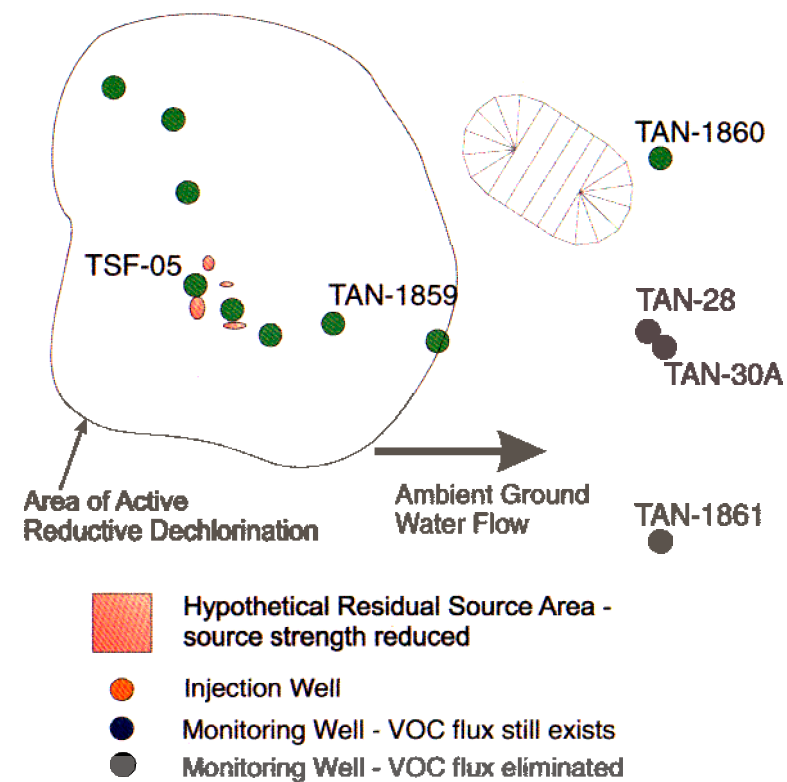 TAN-1860
TSF-05
TAN-1859
TAN-28
TAN-30A
Area of Active
Reductive Dechlorination
Ambient Ground
Water Flow
TAN-1861
Hypothetical Residual Source Area -
source strength reduced
Injection Well
Monitoring Well - VOC flux still exists
Monitoring Well - VOC flux eliminated